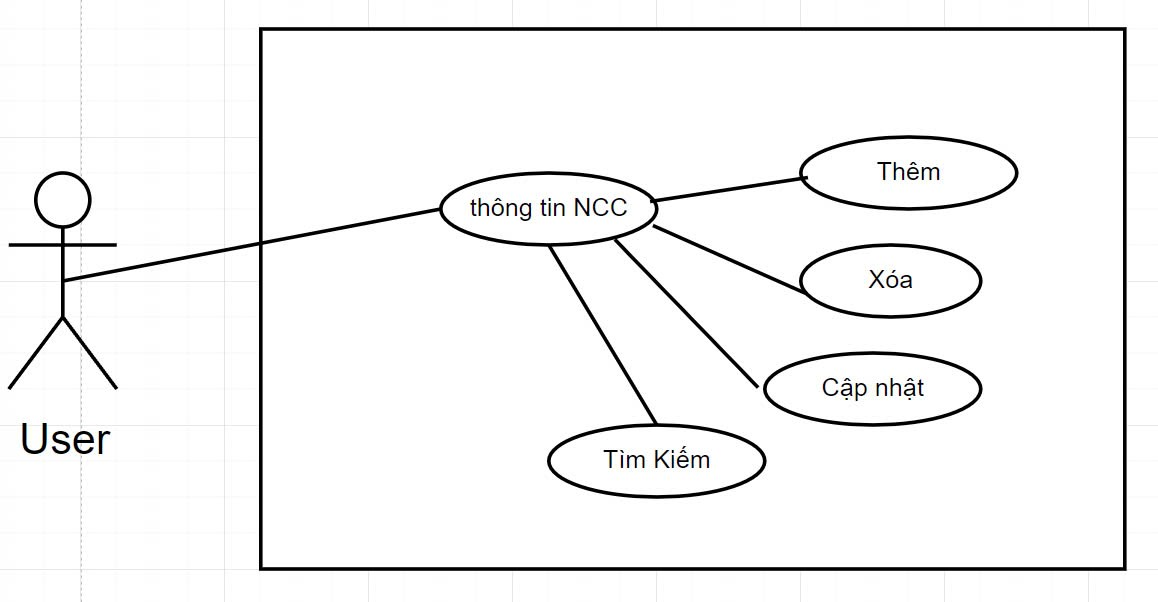 Thêm
thông tin NCC
Xóa
Cập nhật
User
Tìm Kiếm